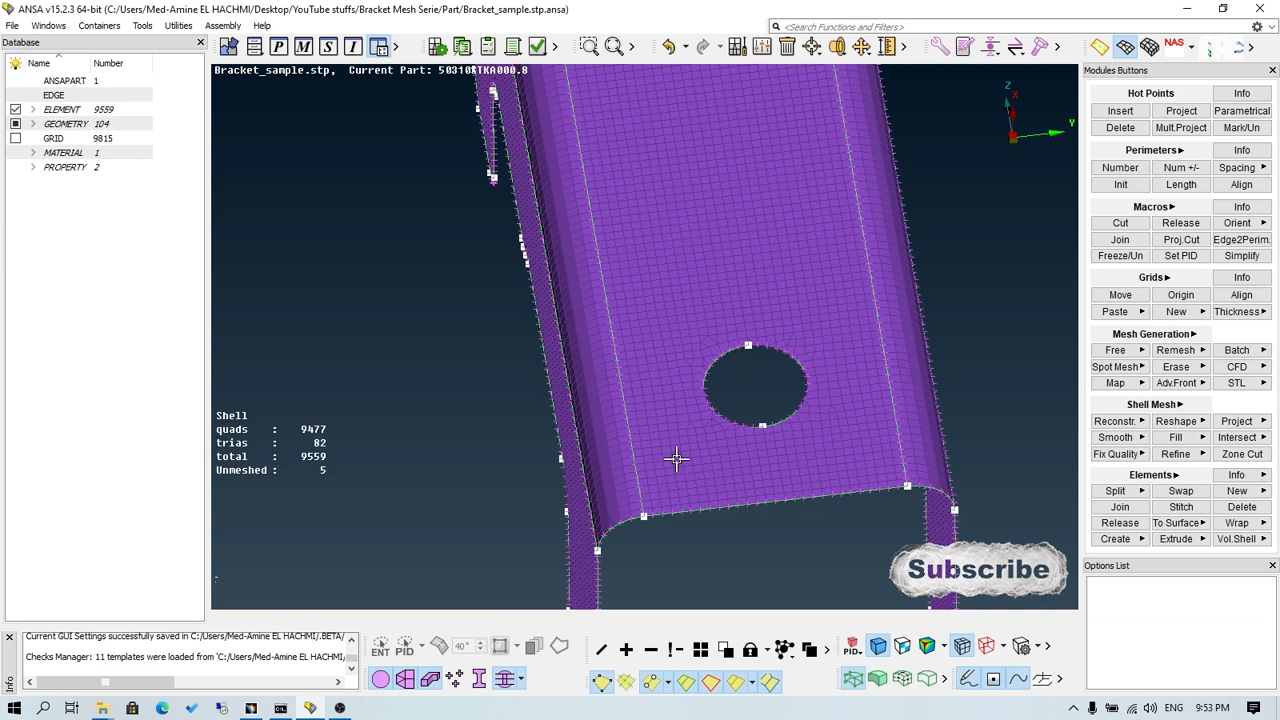 ANSA v15.2.3 64-bit (C:/Users/Med-Amine EL HACHMI/Desktop/YouTube stuffs/Bracket Mesh Serie/Part/Bracket_sample.stp.ansa)
File Windows Containers Tools Utilities Assembly Help
<Search ANSA Functions>
Database
Name Number
ANSAPART 1
EDGE
ELEMENT 9559
GEOMETRY 104
GRID 9815
MATERIAL 1
PROPERTY 2
P M S I
NAS
Bracket_sample.stp, Current Part:
Z
X
Y
Shell
quads : 9477
trias : 82
total : 9559
Unmeshed : 5
Subscribe
Modules Buttons
Hot Points Info
Insert Project Parametrical
Delete Mult.Project Mark/Un
Perimeters Info
Number Num +/- Spacing
Init Length Align
Macros Info
Cut Release Orient
Join Proj.Cut Edge2Perim.
Freeze/Un Set PID Simplify
Grids Info
Move Origin Align
Paste New Thickness
Mesh Generation
Free Remesh Batch
Spot Mesh Erase CFD
Map Adv.Front STL
Shell Mesh
Reconstr. Reshape Project
Smooth Fill Intersect
Fix Quality Refine Zone Cut
Elements Info
Split Swap New
Join Stitch Delete
Release To Surface Wrap
Create Extrude Vol.Shell
Options List
Current GUI Settings successfully saved in C:/Users/Med-Amine EL HACHMI/.BETA/
Checks Manager: 11 templates were loaded from 'C:/Users/Med-Amine EL HACHMI/
Info
ENT PID 40°
PID
ENG 9:53 PM